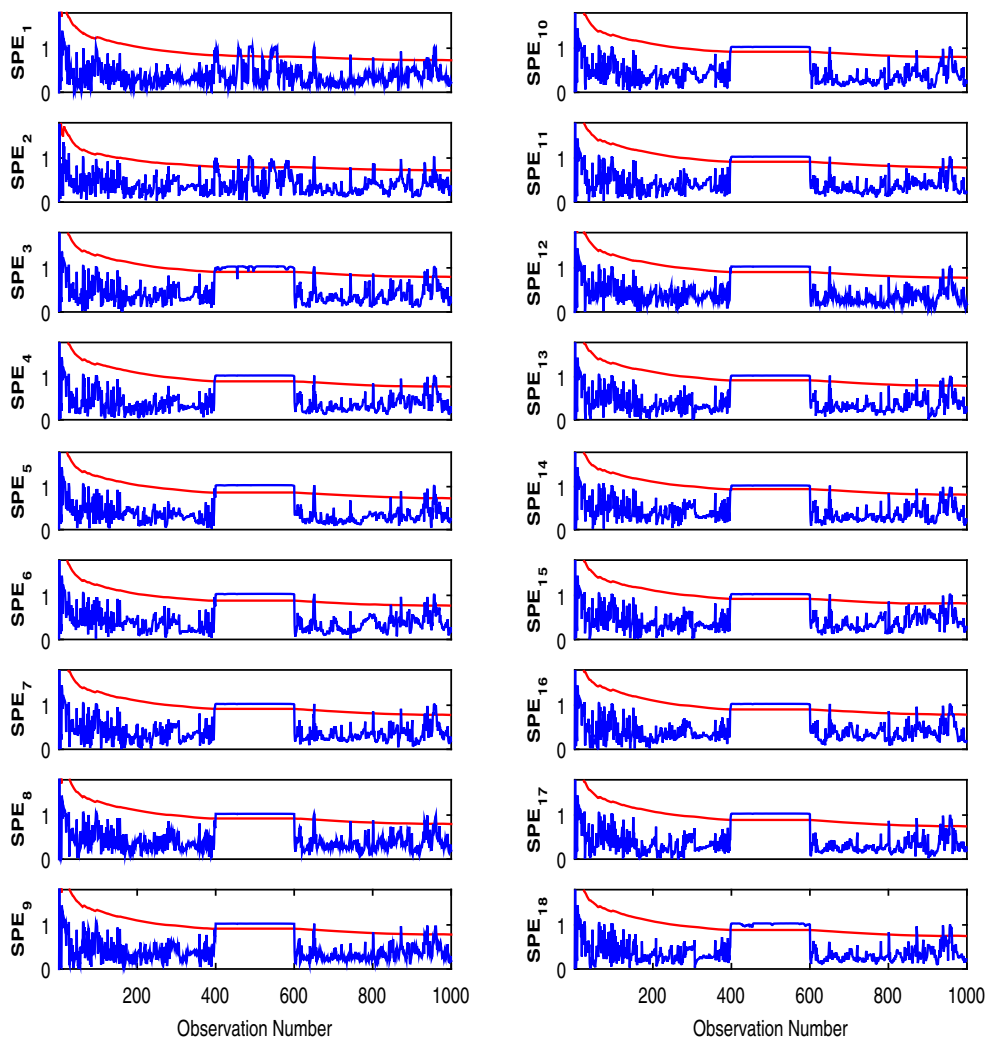 SPE1
1
0
SPE2
1
0
SPE3
1
0
SPE4
1
0
SPE5
1
0
SPE6
1
0
SPE7
1
0
SPE8
1
0
SPE9
1
0
200 400 600 800 1000
Observation Number
SPE10
1
0
SPE11
1
0
SPE12
1
0
SPE13
1
0
SPE14
1
0
SPE15
1
0
SPE16
1
0
SPE17
1
0
SPE18
1
0
200 400 600 800 1000
Observation Number